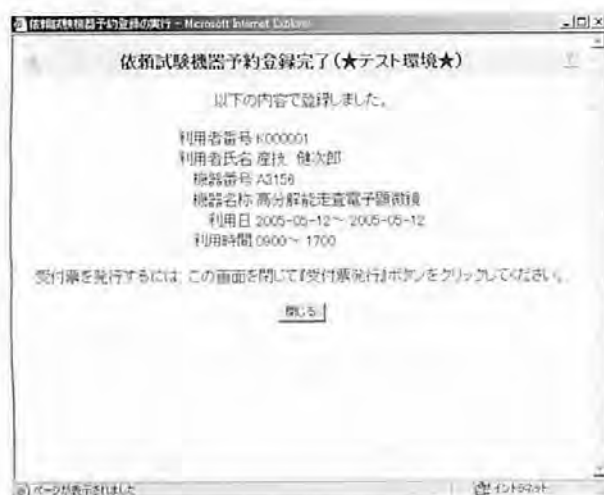 依頼試験機器予約登録の実行 - Microsoft Internet Explorer
依頼試験機器予約登録完了(★テスト環境★)
以下の内容で登録しました。
利用者番号 K000001
利用者氏名 産技 健次郎
機器番号 A3156
機器名称 高分解能走査電子顕微鏡
利用日 2005-05-12~ 2005-05-12
利用時間 0900~ 1700
受付票を発行するには、この画面を閉じて『受付票発行』ボタンをクリックしてください。
閉じる
ページが表示されました
イントラネット